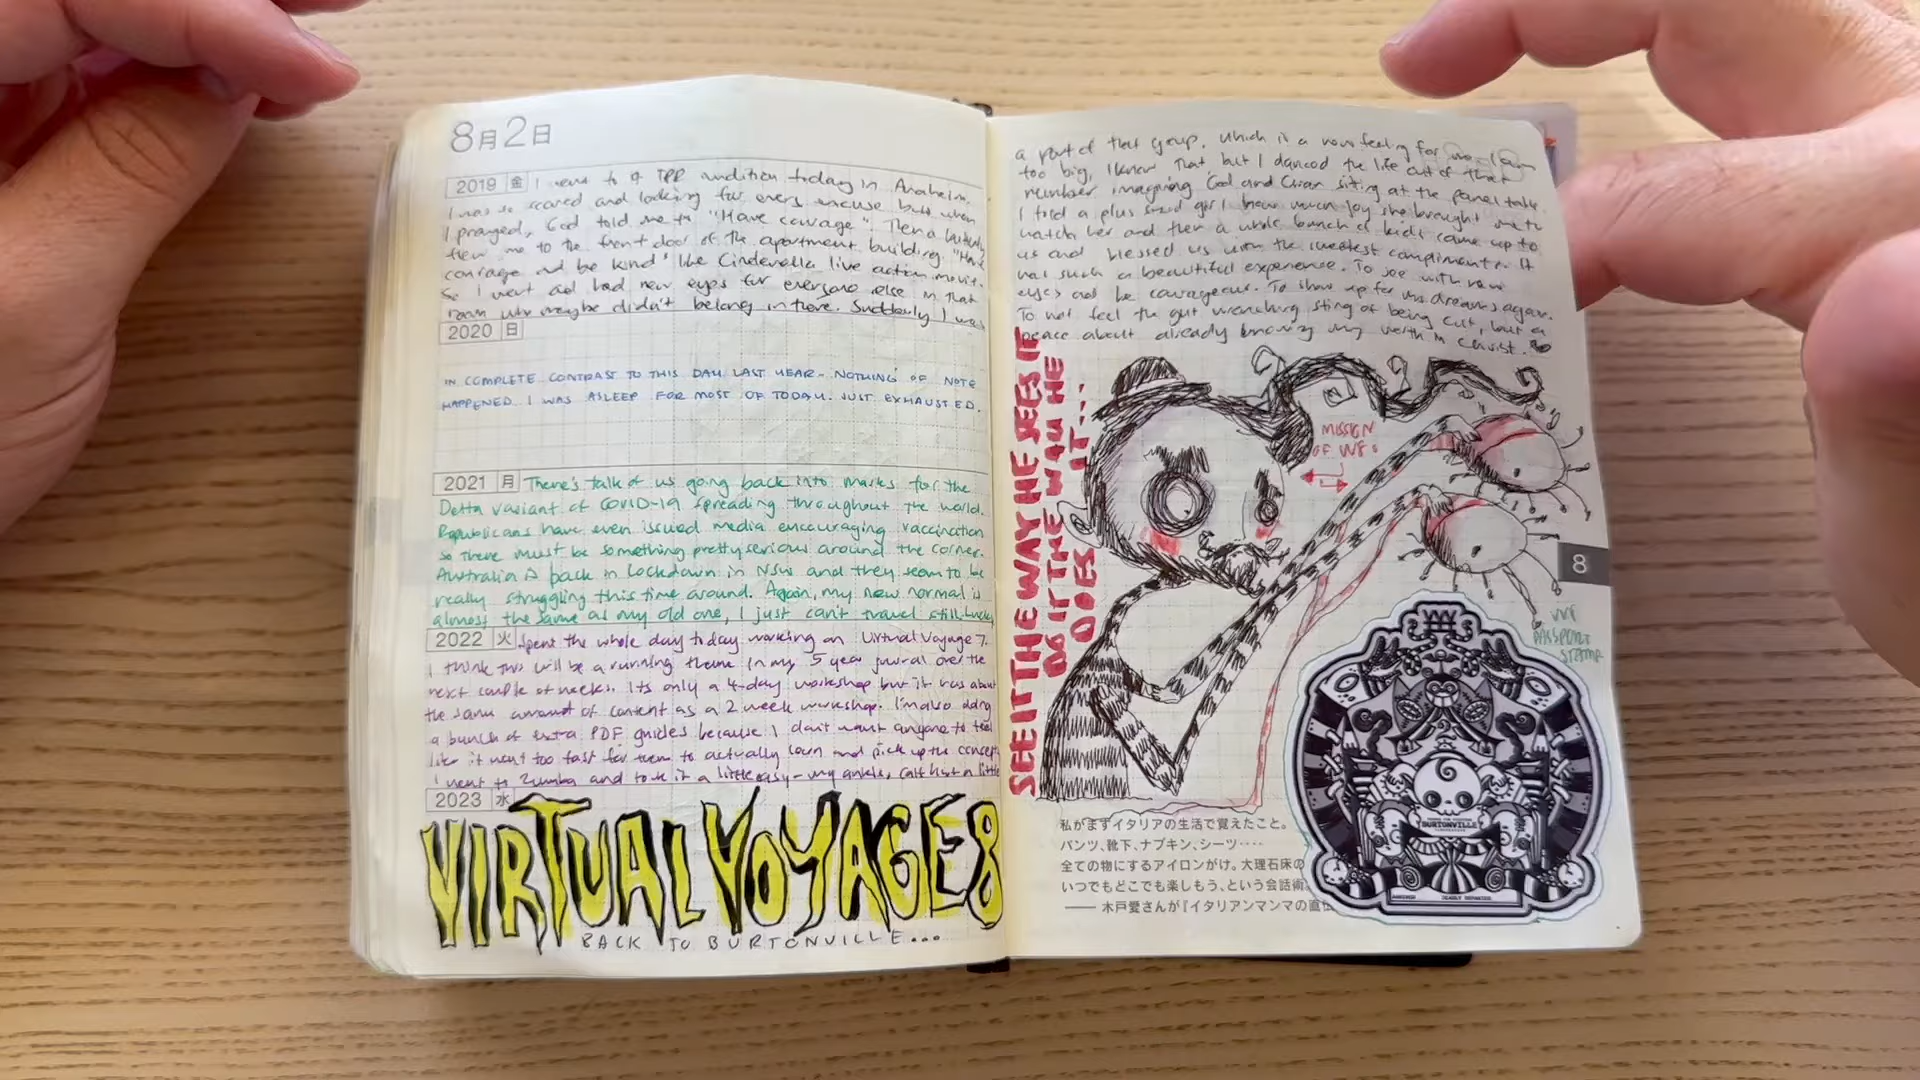 8月2日
2019 金 I went to a TPR audition today in Anaheim.
I was so scared and looking for every excuse but when
I prayed, God told me to "Have courage". Then a butterfly
flew me to the front door of the apartment building. "Have
courage and be kind" like Cinderella live action movie.
So I went and had new eyes for everyone else in that
room who maybe didn't belong in there. Suddenly I was
2020 日
IN COMPLETE CONTRAST TO THIS DAY LAST YEAR - NOTHING OF NOTE
HAPPENED. I WAS ASLEEP FOR MOST OF TODAY. JUST EXHAUSTED.
2021 月 There's talk of us going back into masks for the
Delta variant of COVID-19 spreading throughout the world.
Republicans have even issued media encouraging vaccination
so there must be something pretty serious around the corner.
Australia is back in lockdown in NSW and they seem to be
really struggling this time around. Again, my new normal is
almost the same as my old one, I just can't travel still. Lucky
2022 火 Spent the whole day today working on Virtual Voyage 7.
I think this will be a running theme in my 5 year journal over the
next couple of weeks. Its only a 4-day workshop but it has about
the same amount of content as a 2 week workshop. I'm also doing
a bunch of extra PDF guides because I don't want anyone to feel
like it went too fast for them to actually learn and pick up the concepts
I went to Zumba and took it a little easy - my ankle, calf hurt a little
2023 水
VIRTUAL VOYAGE 8
BACK TO BURTONVILLE...
a part of that group, which is a new feeling for me. I am
too big, I know that, but I danced the life out of that
number imagining God and Cesar sitting at the panel table.
I told a plus sized girl how much joy she brought me to
watch her and then a whole bunch of kids came up to
us and blessed us with the sweetest compliments. It
was such a beautiful experience. To see with new
eyes and be courageous. To show up for my dreams again.
To not feel the gut wrenching sting of being cut, but a
peace about already knowing my worth in Christ.
SEE IT THE WAY HE SEES IT
DO IT THE WAY HE
DOES IT...
MISSION
OF VV8:
8
VV8
PASSPORT
STAMP
BURTONVILLE
私がまずイタリアの生活で覚えたこと。
パンツ、靴下、ナプキン、シーツ‥‥
全ての物にするアイロンがけ。大理石床の
いつでもどこでも楽しもう、という会話術
── 木戸愛さんが『イタリアンマンマの直伝